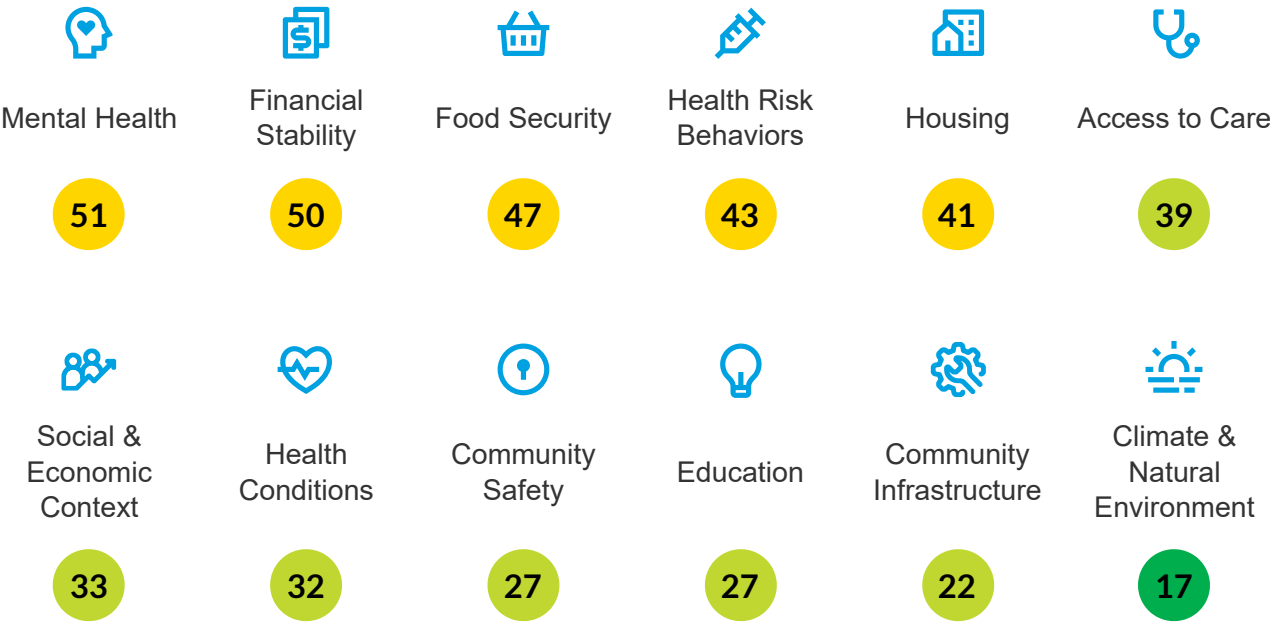 Mental Health
Financial
Stability
Food Security
Health Risk
Behaviors
Housing
Access to Care
51
50
47
43
41
39
Social &
Economic
Context
Health
Conditions
Community
Safety
Education
Community
Infrastructure
Climate &
Natural
Environment
33
32
27
27
22
17